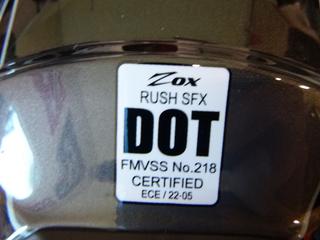 Zox
RUSH SFX
DOT
FMVSS No.218
CERTIFIED
ECE / 22-05